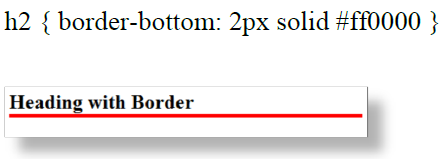 h2 { border-bottom: 2px solid #ff0000 }
Heading with Border